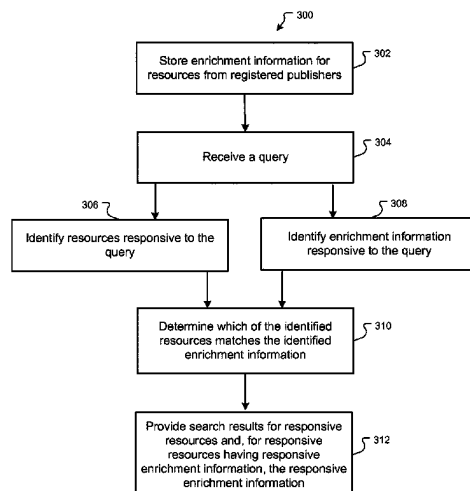 300
Store enrichment information for
resources from registered publishers
302
Receive a query
304
306
Identify resources responsive to the
query
308
Identify enrichment information
responsive to the query
Determine which of the identified
resources matches the identified
enrichment information
310
Provide search results for responsive
resources and, for responsive
resources having responsive
enrichment information, the responsive
enrichment information
312